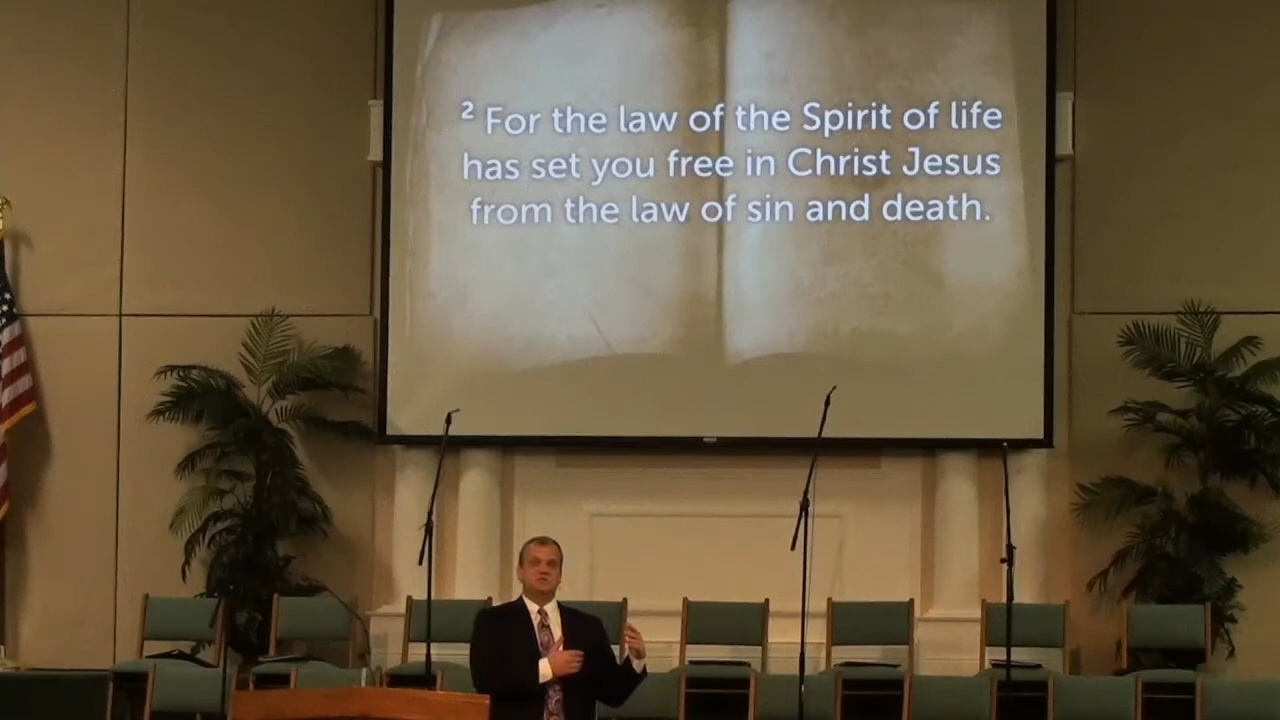 ² For the law of the Spirit of life
has set you free in Christ Jesus
from the law of sin and death.